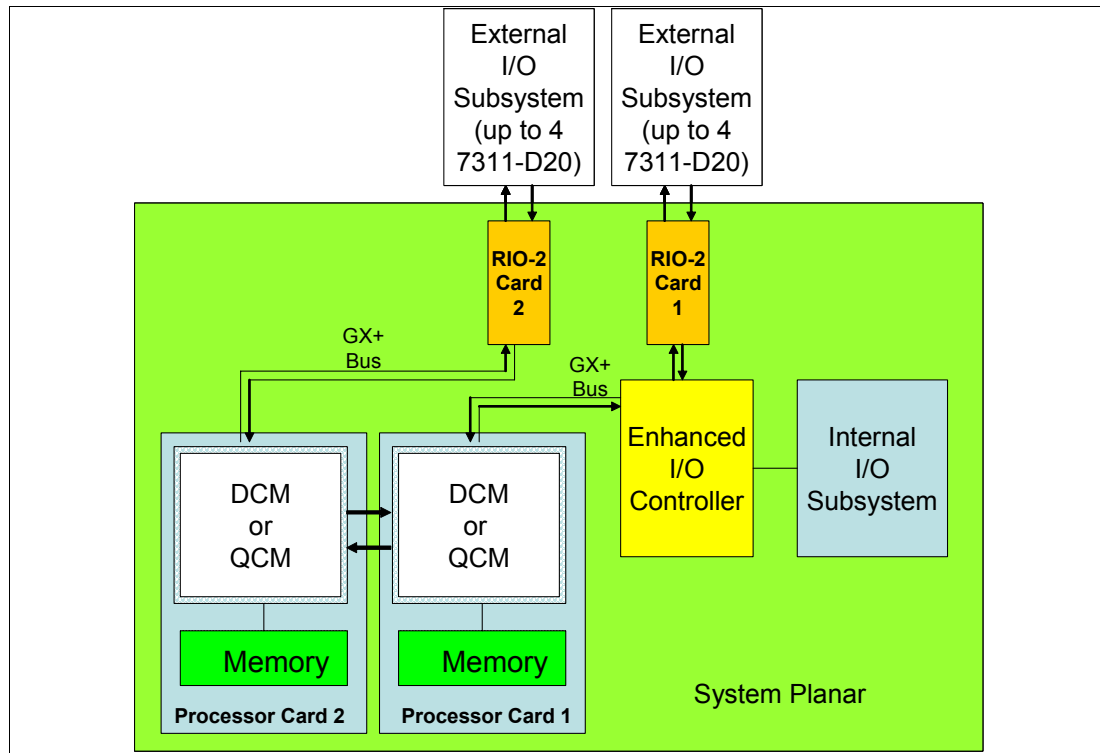 External
I/O
Subsystem
(up to 4
7311-D20)
External
I/O
Subsystem
(up to 4
7311-D20)
RIO-2
Card
2
RIO-2
Card
1
GX+
Bus
GX+
Bus
Enhanced
I/O
Controller
Internal
I/O
Subsystem
DCM
or
QCM
DCM
or
QCM
Memory
Memory
Processor Card 2
Processor Card 1
System Planar